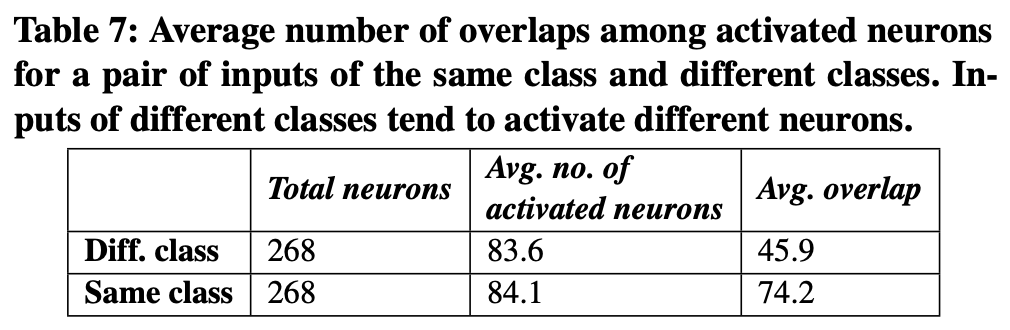 Table 7: Average number of overlaps among activated neurons
for a pair of inputs of the same class and different classes. In-
puts of different classes tend to activate different neurons.
Total neurons Avg. no. of activated neurons Avg. overlap
Diff. class 268 83.6 45.9
Same class 268 84.1 74.2